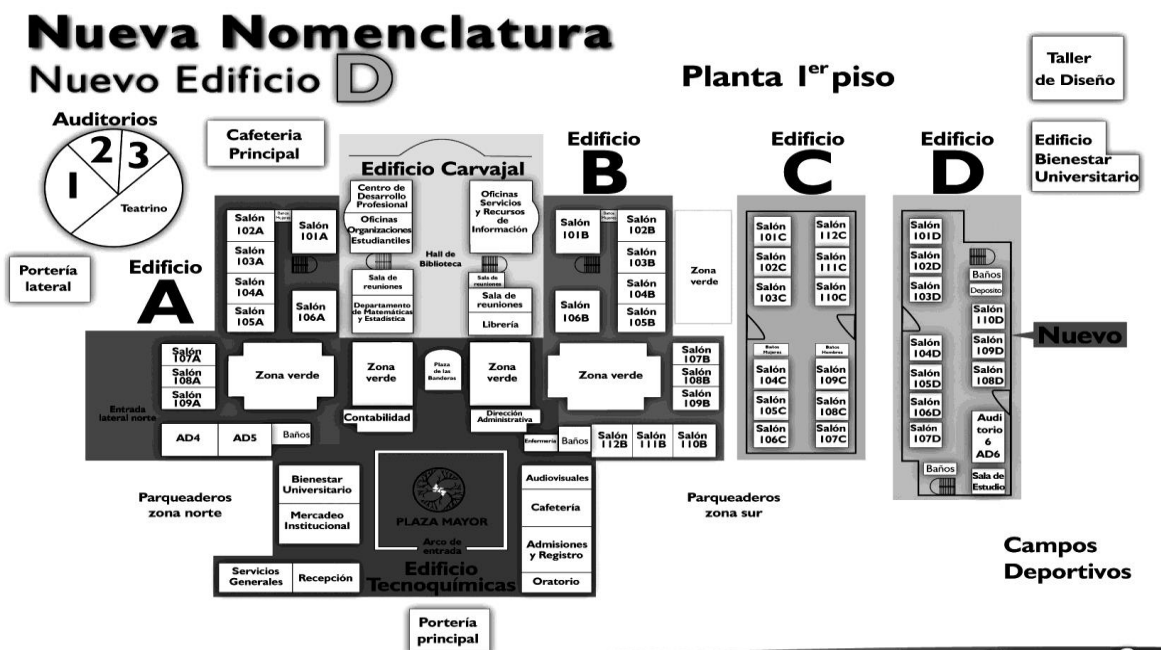 Nueva Nomenclatura
Nuevo Edificio D
Planta 1er piso
Taller
de Diseño
Auditorios
1
2
3
Teatrino
Cafeteria
Principal
Edificio
Bienestar
Universitario
Portería
lateral
Edificio
A
Salón
102A
Baños
Mujeres
Salón
101A
Salón
103A
Salón
104A
Salón
105A
Salón
106A
Salón
107A
Salón
108A
Salón
109A
Zona verde
Entrada
lateral norte
AD4
AD5
Baños
Edificio Carvajal
Centro de
Desarrollo
Profesional
Oficinas
Organizaciones
Estudiantiles
Sala de
reuniones
Departamento
de Matemáticas
y Estadística
Oficinas
Servicios
y Recursos
de
Información
Hall de
Biblioteca
Sala de
reuniones
Sala de
reuniones
Librería
Zona
verde
Plaza
de las
Banderas
Zona
verde
Contabilidad
Dirección
Administrativa
Edificio
B
Salón
101B
Baños
Mujeres
Salón
102B
Salón
103B
Salón
104B
Salón
105B
Salón
106B
Zona verde
Salón
107B
Salón
108B
Salón
109B
Enfermería
Baños
Salón
112B
Salón
111B
Salón
110B
Zona
verde
Edificio
C
Salón
101C
Salón
112C
Salón
102C
Salón
111C
Salón
103C
Salón
110C
Baños
Mujeres
Baños
Hombres
Salón
104C
Salón
109C
Salón
105C
Salón
108C
Salón
106C
Salón
107C
Edificio
D
Salón
101D
Salón
102D
Salón
103D
Baños
Deposito
Salón
110D
Salón
109D
Salón
108D
Salón
104D
Salón
105D
Salón
106D
Salón
107D
Audi
torio
6
AD6
Baños
Sala de
Estudio
Nuevo
Parqueaderos
zona norte
Bienestar
Universitario
Mercadeo
Institucional
Servicios
Generales
Recepción
PLAZA MAYOR
Arco de
entrada
Edificio
Tecnoquímicas
Audiovisuales
Cafetería
Admisiones
y Registro
Oratorio
Parqueaderos
zona sur
Campos
Deportivos
Portería
principal